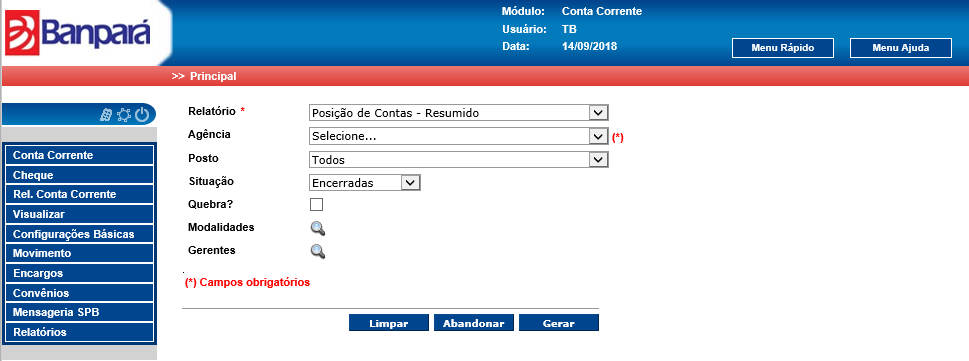 Banpará
Módulo: Conta Corrente
Usuário: TB
Data: 14/09/2018
Menu Rápido
Menu Ajuda
>> Principal
Conta Corrente
Cheque
Rel. Conta Corrente
Visualizar
Configurações Básicas
Movimento
Encargos
Convênios
Mensageria SPB
Relatórios
Relatório * Posição de Contas - Resumido
Agência Selecione... (*)
Posto Todos
Situação Encerradas
Quebra?
Modalidades
Gerentes
(*) Campos obrigatórios
Limpar Abandonar Gerar